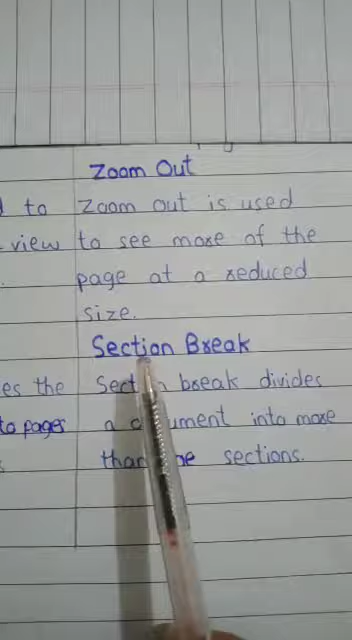 Zoom Out
d to Zoom out is used
view to see more of the
page at a reduced
size.
Section Break
es the Sect n break divides
to pages a d ument into more
than ne sections.